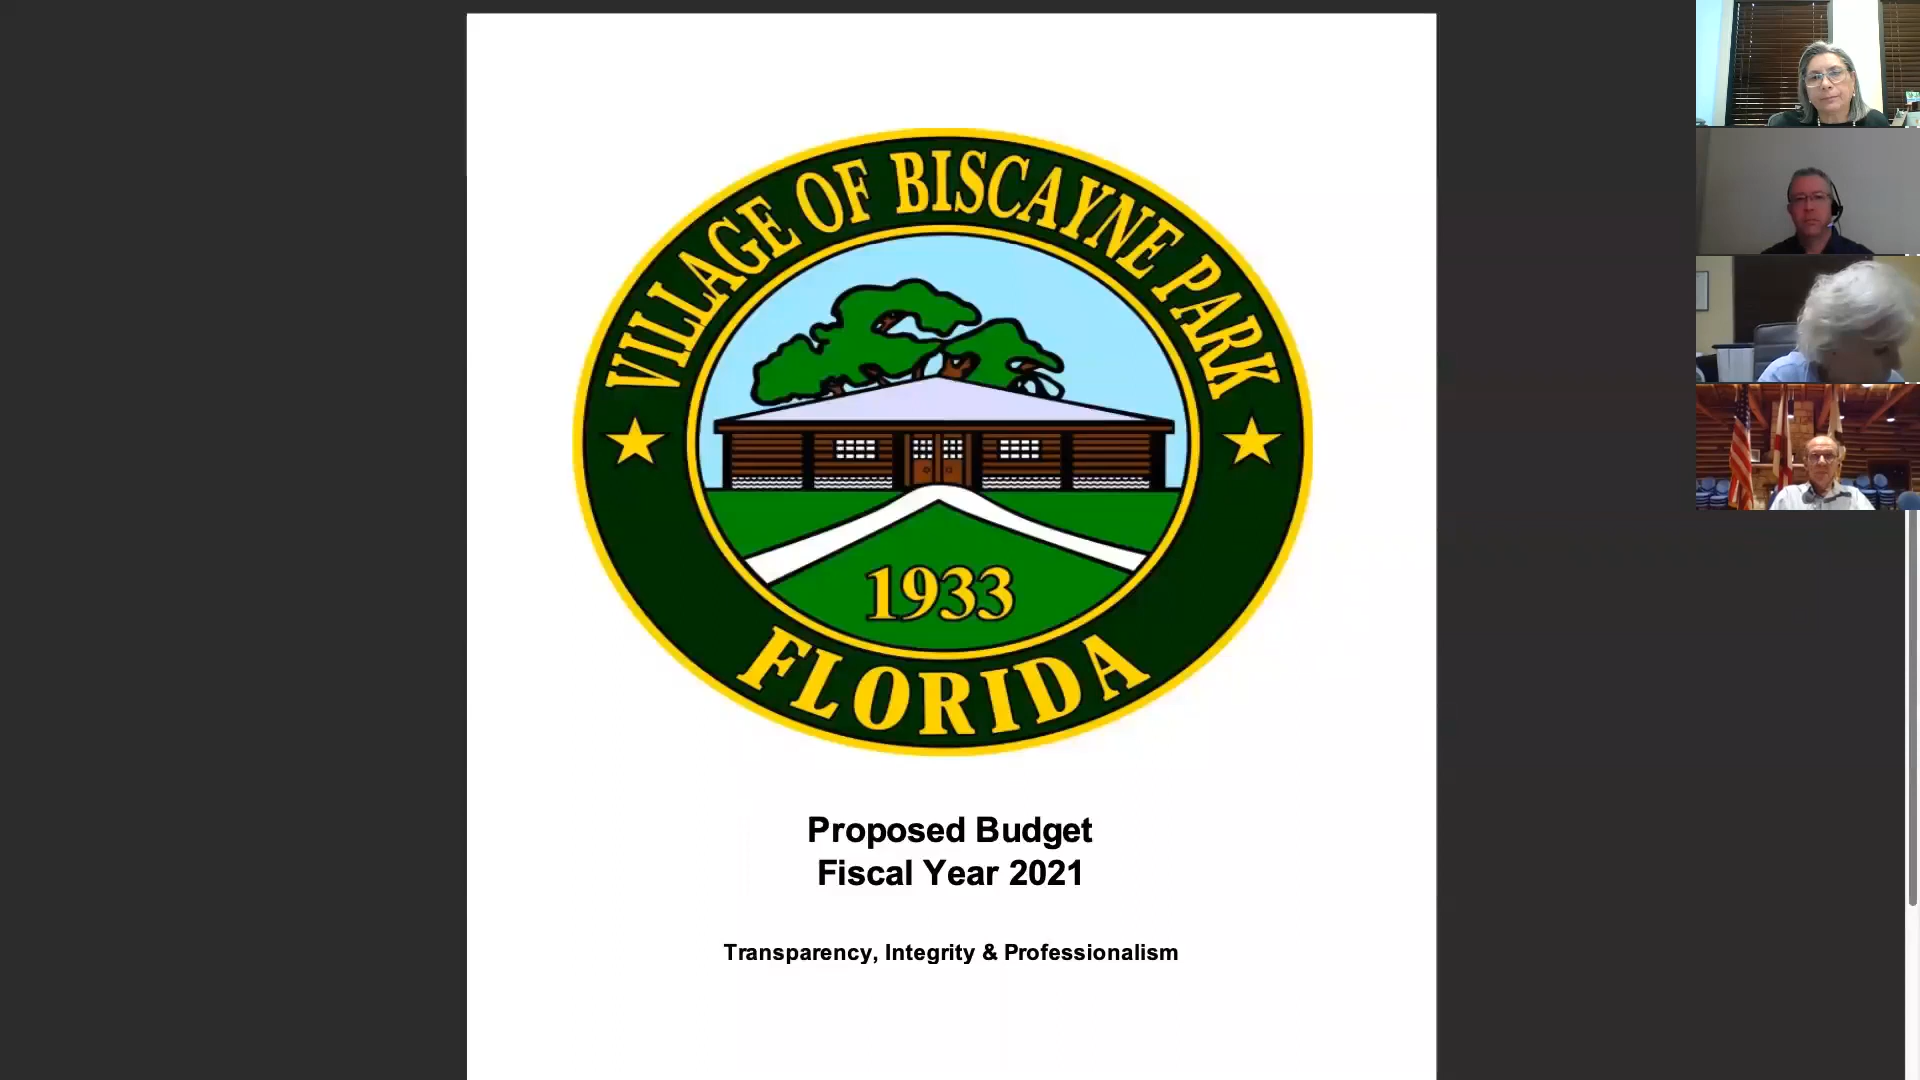 VILLAGE OF BISCAYNE PARK
1933
FLORIDA
Proposed Budget
Fiscal Year 2021
Transparency, Integrity & Professionalism